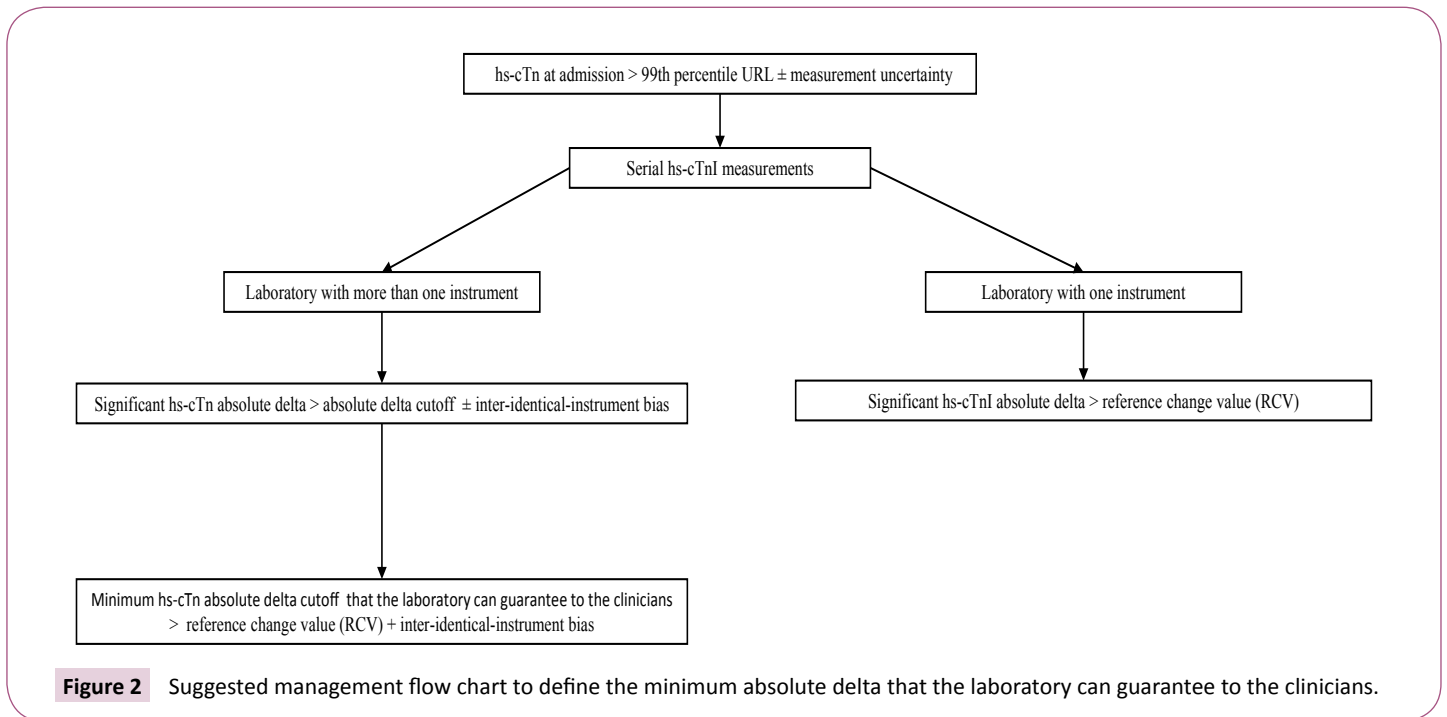 hs-cTn at admission > 99th percentile URL ± measurement uncertainty
Serial hs-cTnI measurements
Laboratory with more than one instrument
Laboratory with one instrument
Significant hs-cTn absolute delta > absolute delta cutoff ± inter-identical-instrument bias
Significant hs-cTnI absolute delta > reference change value (RCV)
Minimum hs-cTn absolute delta cutoff that the laboratory can guarantee to the clinicians
> reference change value (RCV) + inter-identical-instrument bias
Figure 2 Suggested management flow chart to define the minimum absolute delta that the laboratory can guarantee to the clinicians.